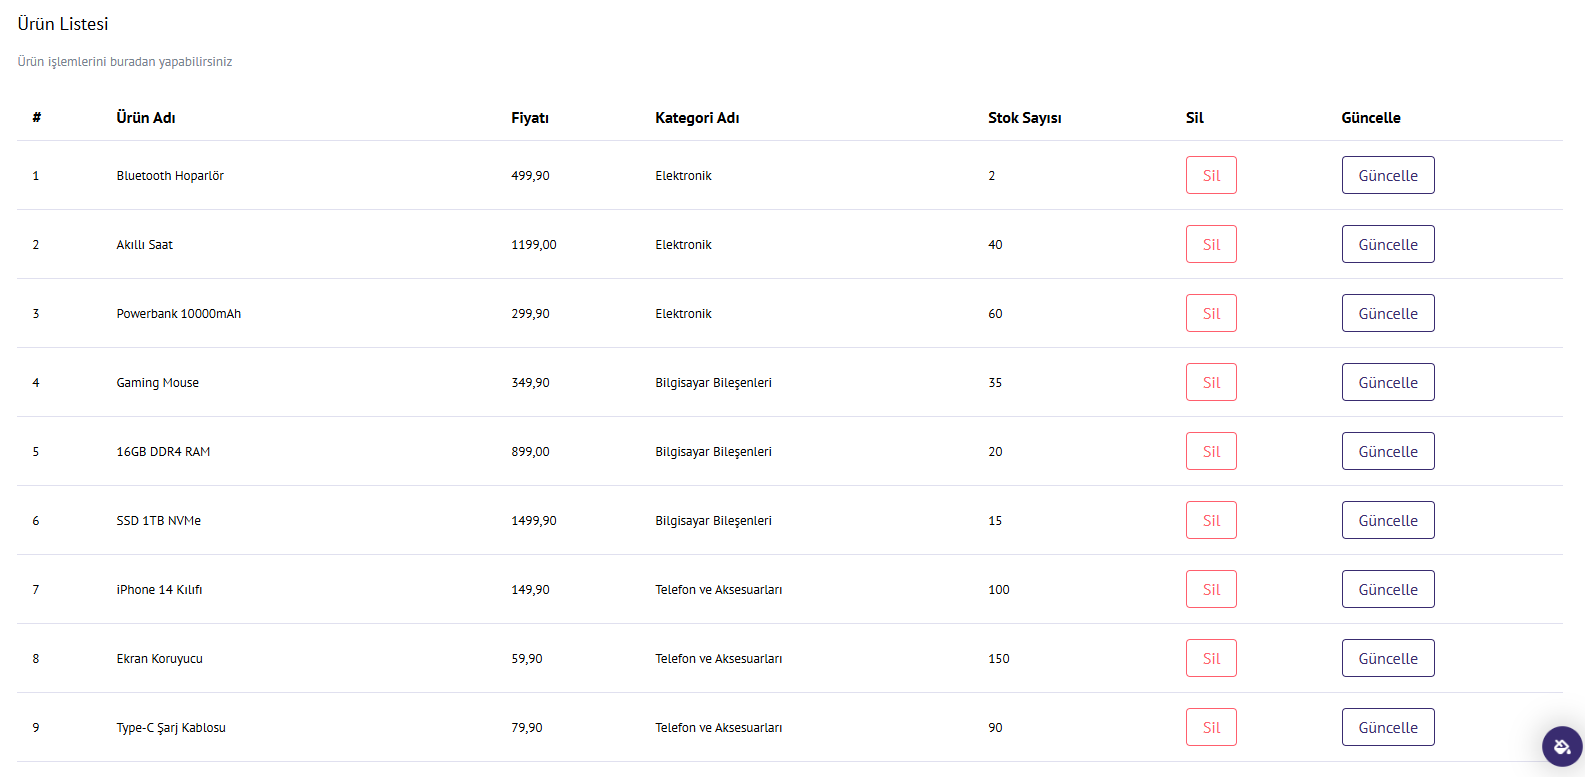 Ürün Listesi
Ürün işlemlerini buradan yapabilirsiniz
# Ürün Adı Fiyatı Kategori Adı Stok Sayısı Sil Güncelle
1 Bluetooth Hoparlör 499,90 Elektronik 2 Sil Güncelle
2 Akıllı Saat 1199,00 Elektronik 40 Sil Güncelle
3 Powerbank 10000mAh 299,90 Elektronik 60 Sil Güncelle
4 Gaming Mouse 349,90 Bilgisayar Bileşenleri 35 Sil Güncelle
5 16GB DDR4 RAM 899,00 Bilgisayar Bileşenleri 20 Sil Güncelle
6 SSD 1TB NVMe 1499,90 Bilgisayar Bileşenleri 15 Sil Güncelle
7 iPhone 14 Kılıfı 149,90 Telefon ve Aksesuarları 100 Sil Güncelle
8 Ekran Koruyucu 59,90 Telefon ve Aksesuarları 150 Sil Güncelle
9 Type-C Şarj Kablosu 79,90 Telefon ve Aksesuarları 90 Sil Güncelle